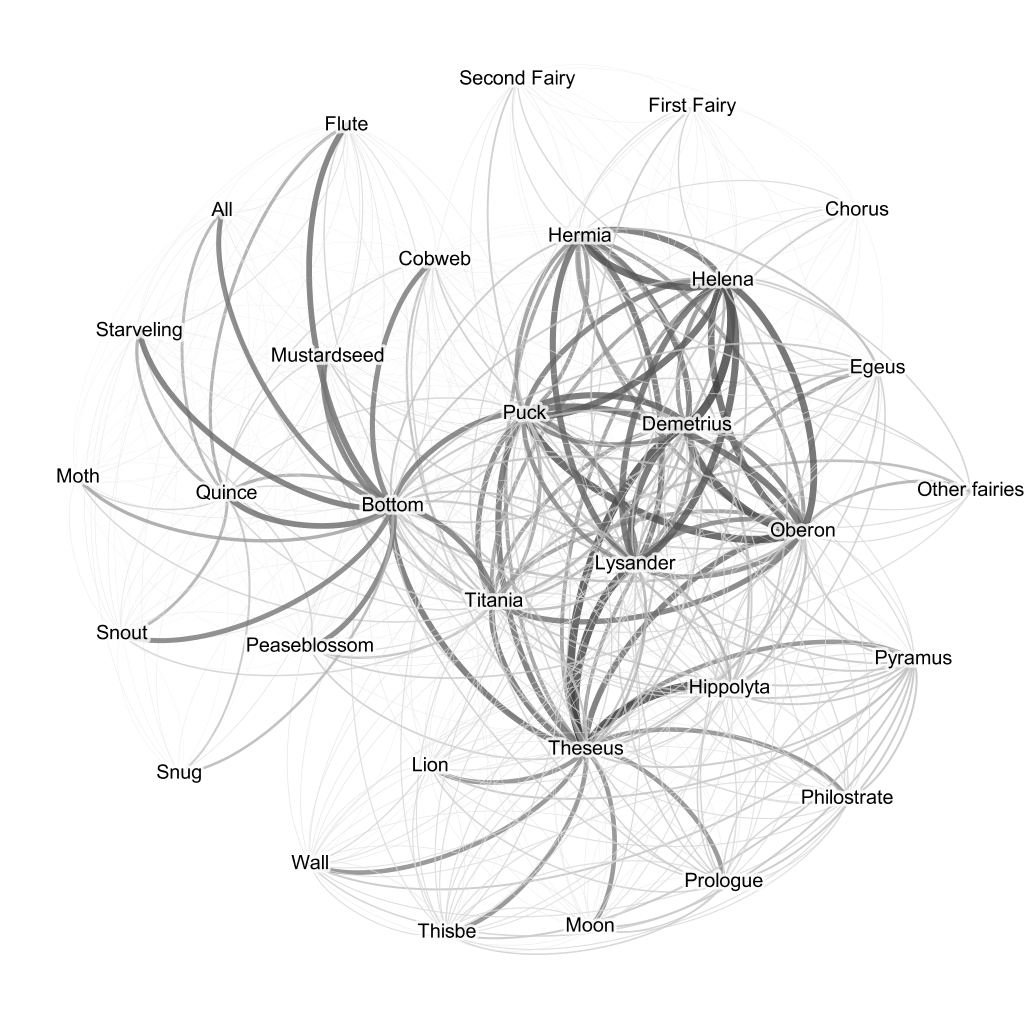 Second Fairy
First Fairy
Flute
All
Chorus
Hermia
Cobweb
Helena
Starveling
Mustardseed
Egeus
Puck
Demetrius
Moth
Quince
Bottom
Other fairies
Oberon
Lysander
Titania
Snout
Peaseblossom
Pyramus
Hippolyta
Theseus
Lion
Snug
Philostrate
Wall
Prologue
Moon
Thisbe